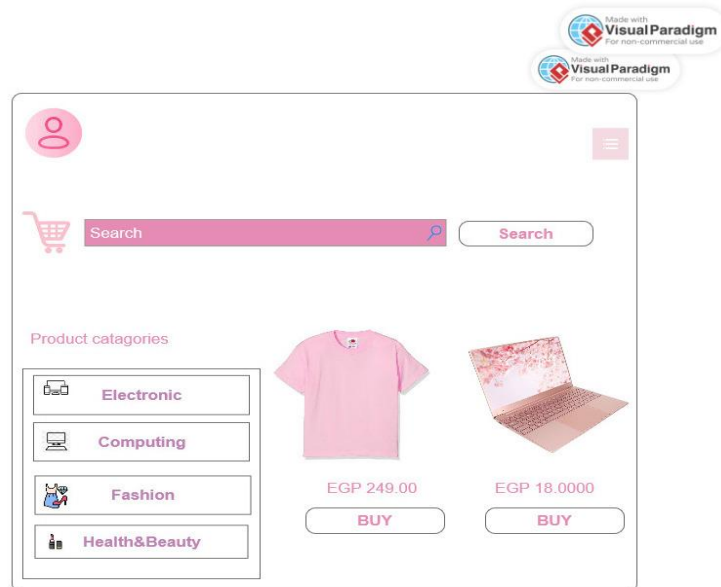 Made with
Visual Paradigm
For non-commercial use
Made with
Visual Paradigm
For non-commercial use
Search
Search
Product catagories
Electronic
Computing
Fashion
Health&Beauty
EGP 249.00
EGP 18.0000
BUY
BUY